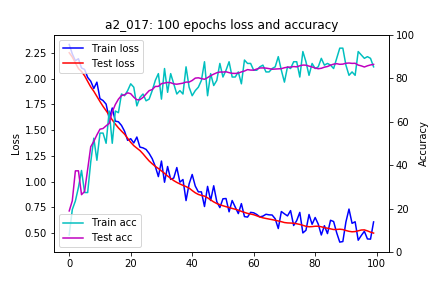 a2_017: 100 epochs loss and accuracy
Train loss
Test loss
Train acc
Test acc
Loss
2.25
2.00
1.75
1.50
1.25
1.00
0.75
0.50
Accuracy
100
80
60
40
20
0
0
20
40
60
80
100